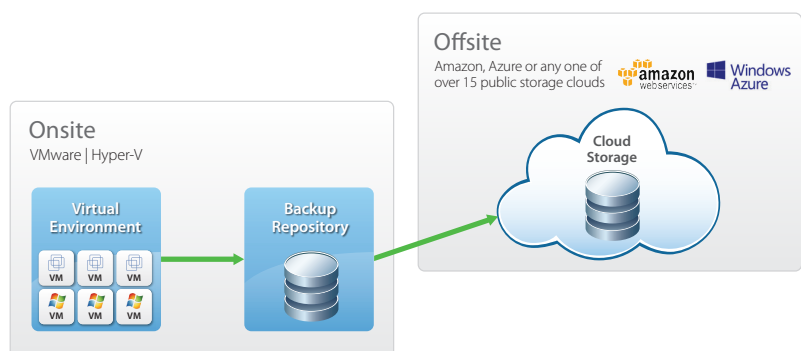 Offsite
Amazon, Azure or any one of
over 15 public storage clouds
amazon
webservices™
Windows
Azure
Cloud
Storage
Onsite
VMware | Hyper-V
Virtual
Environment
VM VM VM
VM VM VM
Backup
Repository